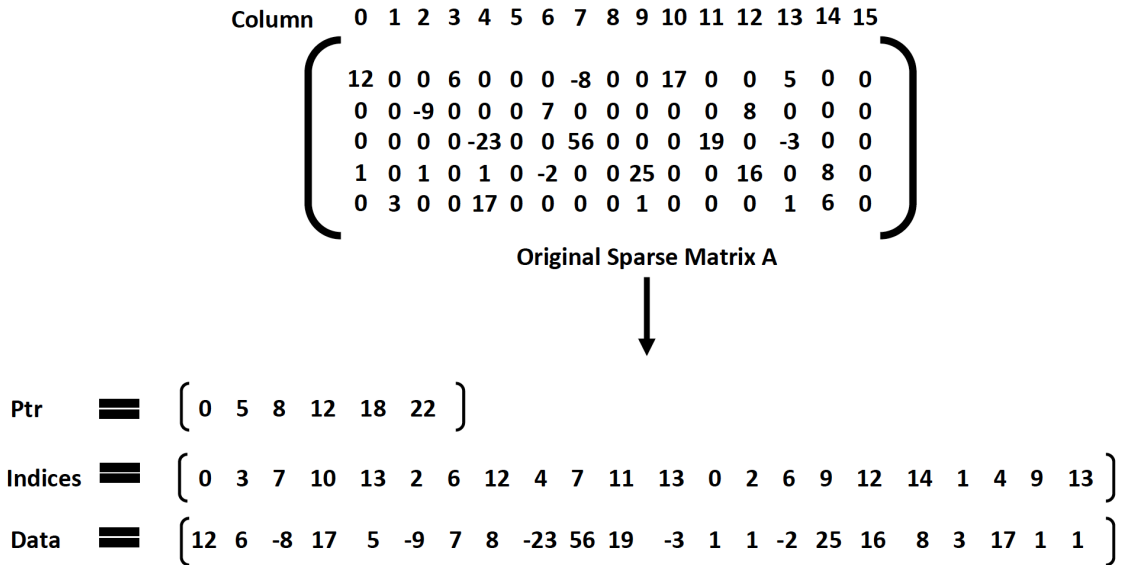 Column 0 1 2 3 4 5 6 7 8 9 10 11 12 13 14 15
12 0 0 6 0 0 0 -8 0 0 17 0 0 5 0 0
0 0 -9 0 0 0 7 0 0 0 0 0 8 0 0 0
0 0 0 0 -23 0 0 56 0 0 0 19 0 -3 0 0
1 0 1 0 1 0 -2 0 0 25 0 0 16 0 8 0
0 3 0 0 17 0 0 0 0 1 0 0 0 1 6 0
Original Sparse Matrix A
Ptr = ( 0 5 8 12 18 22 )
Indices = ( 0 3 7 10 13 2 6 12 4 7 11 13 0 2 6 9 12 14 1 4 9 13 )
Data = ( 12 6 -8 17 5 -9 7 8 -23 56 19 -3 1 1 -2 25 16 8 3 17 1 1 )